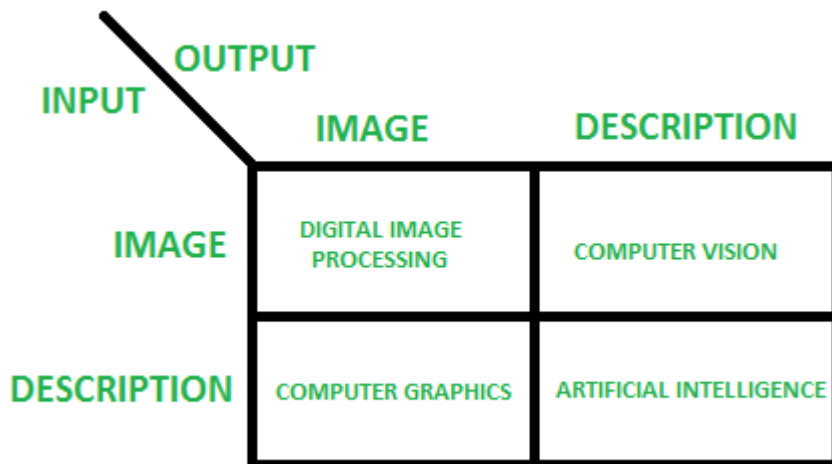 OUTPUT
INPUT
IMAGE
DESCRIPTION
IMAGE
DIGITAL IMAGE
PROCESSING
COMPUTER VISION
DESCRIPTION
COMPUTER GRAPHICS
ARTIFICIAL INTELLIGENCE